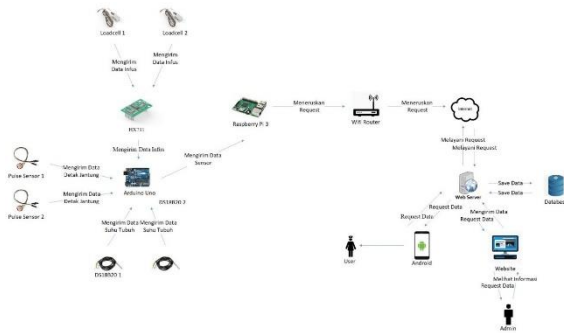 Loadcell 1
Loadcell 2
Mengirim
Data Infus
Mengirim
Data Infus
Mengirim Data Infus
Pulse Sensor 1
Mengirim Data
Detak Jantung
Pulse Sensor 2
Mengirim Data
Detak Jantung
Arduino Uno
Mengirim Data
Sensor
DS18B20 2
Mengirim Data
Suhu Tubuh
Mengirim Data
Suhu Tubuh
DS18B20 1
Raspberry Pi 3
Meneruskan
Request
Wifi Router
Meneruskan
Request
Internet
Melayani Request
Melayani Request
Web Server
Save Data
Save Data
Request Data
Request Data
Mengirim Data
Request Data
User
Android
Website
Melihat Informasi
Request Data
Admin